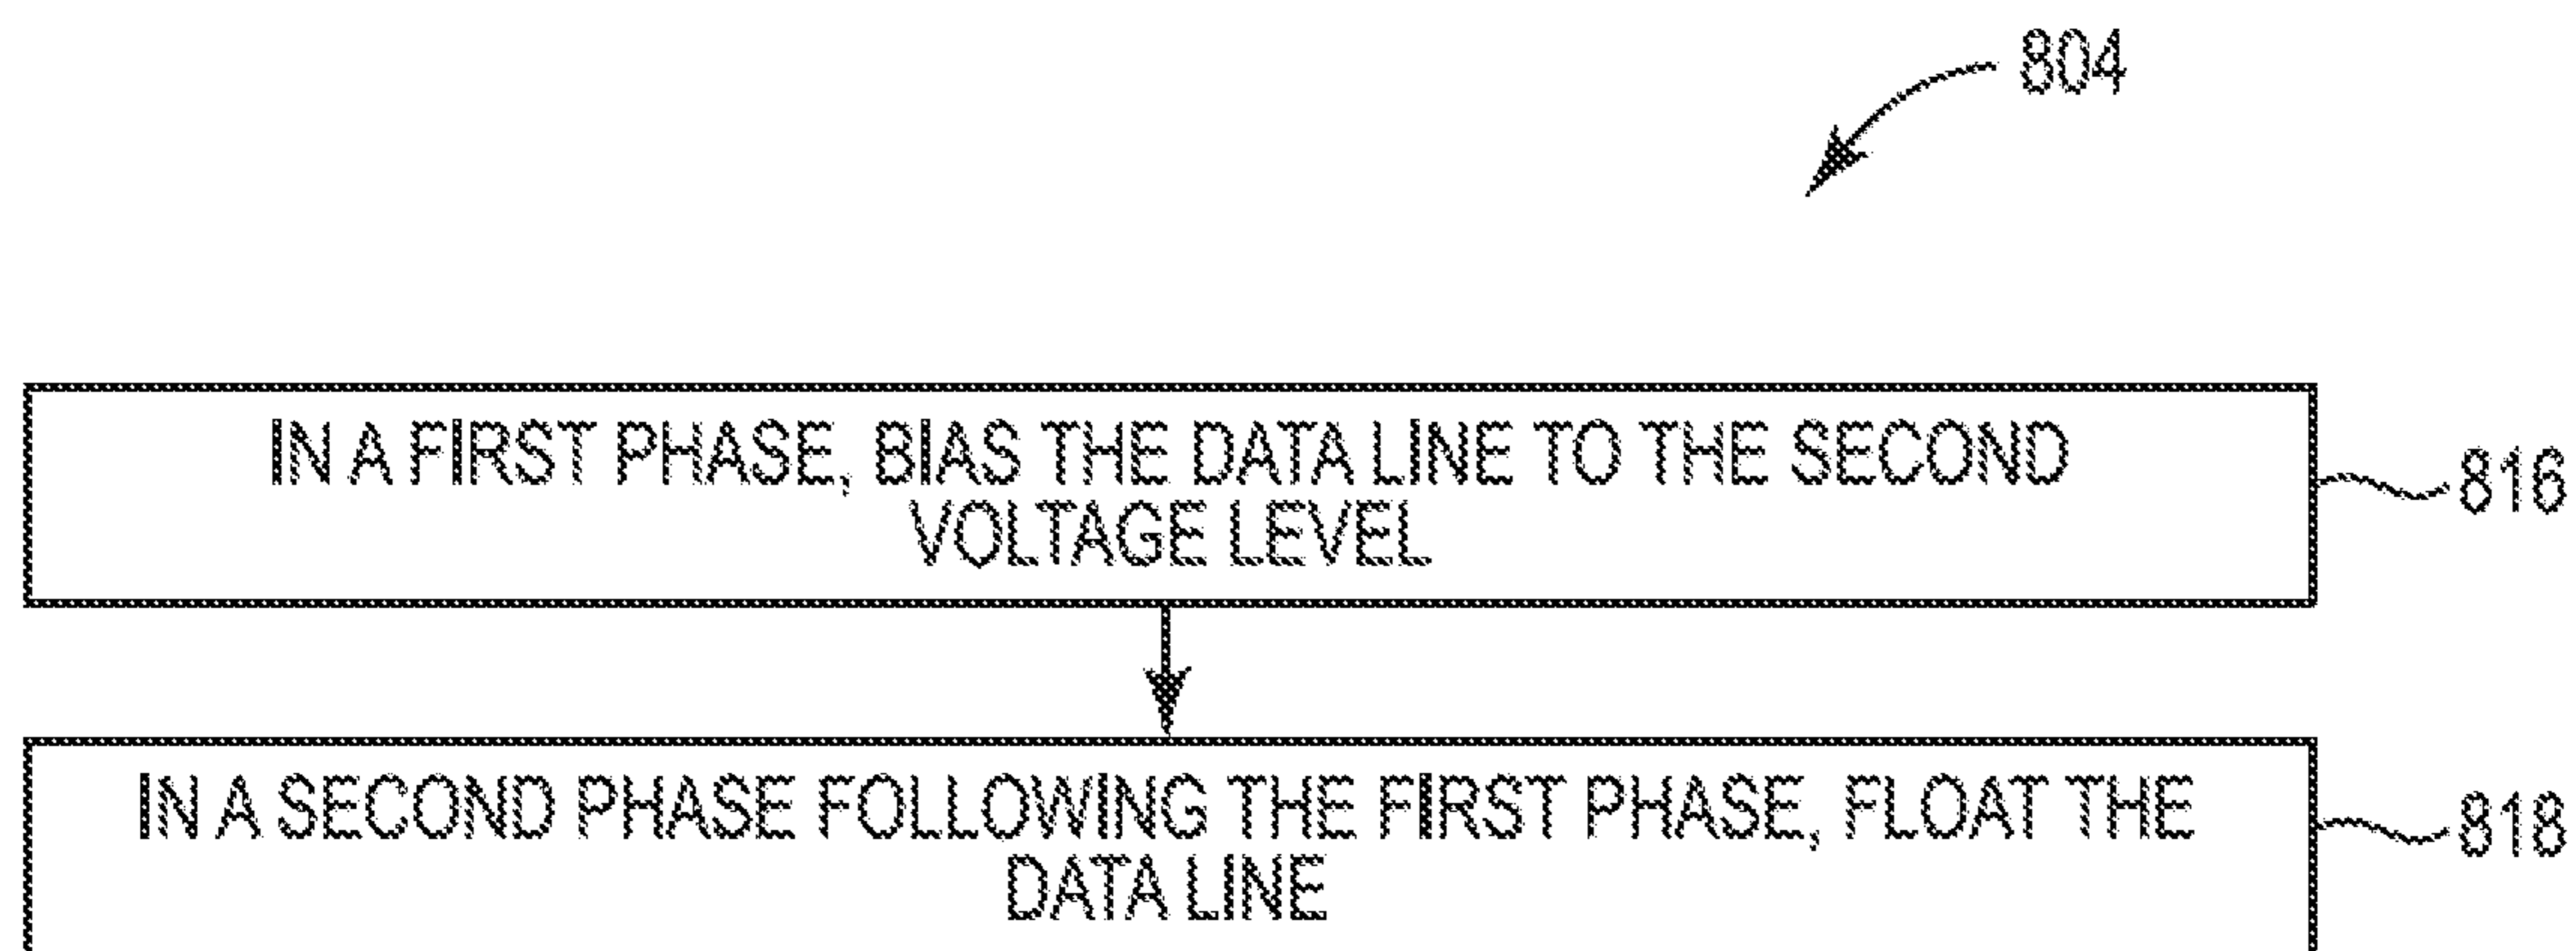 804
IN A FIRST PHASE, BIAS THE DATA LINE TO THE SECOND
VOLTAGE LEVEL
816
IN A SECOND PHASE FOLLOWING THE FIRST PHASE, FLOAT THE
DATA LINE
818